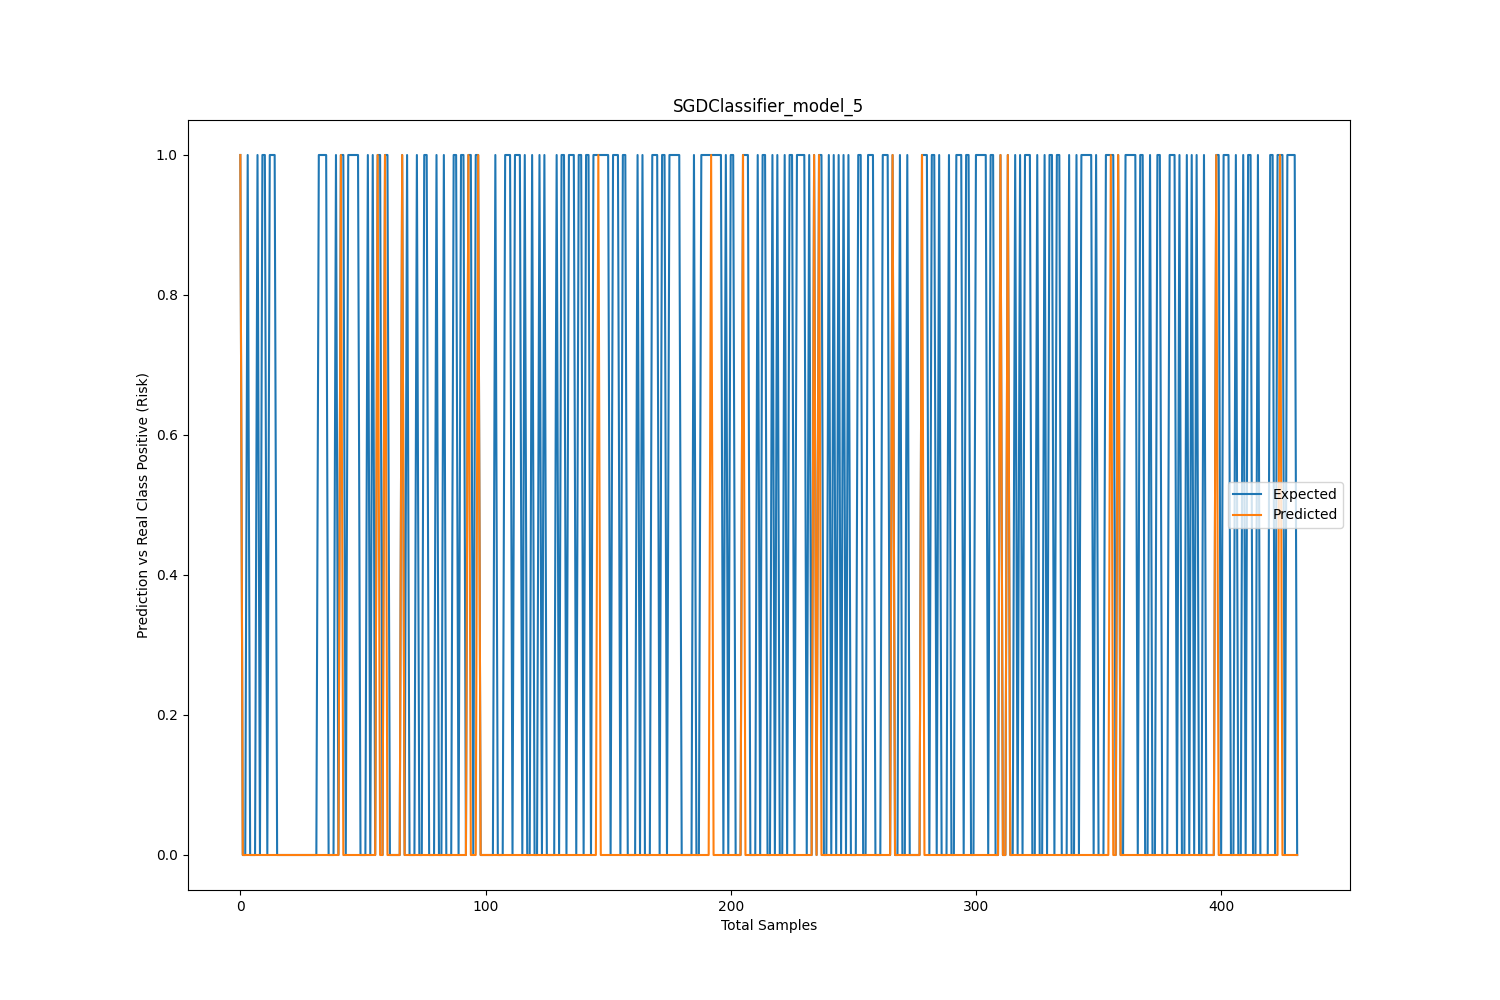 SGDClassifier_model_5
Prediction vs Real Class Positive (Risk)
1.0
0.8
0.6
0.4
0.2
0.0
Expected
Predicted
0
100
200
300
400
Total Samples